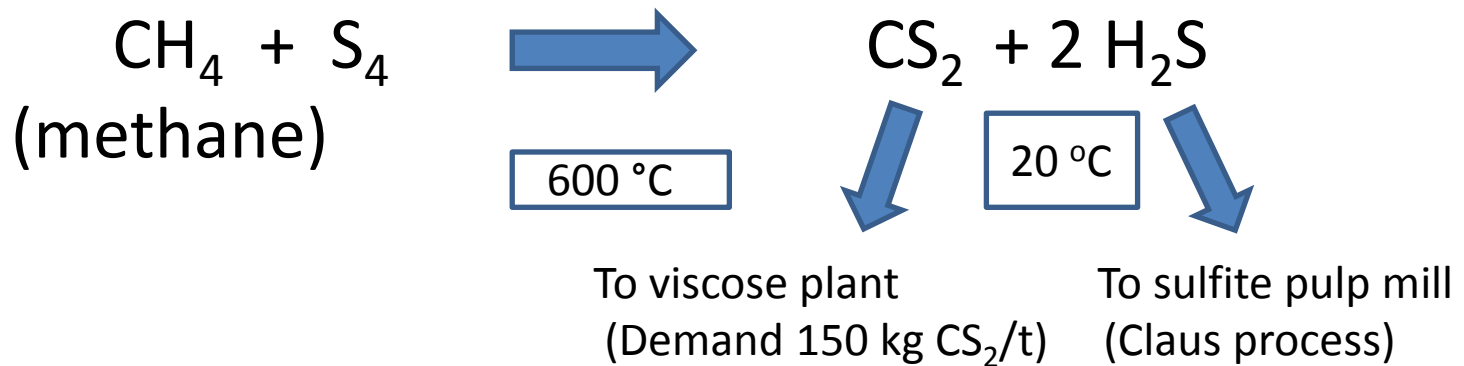 CH₄ + S₄ CS₂ + 2 H₂S
(methane)
600 °C
20 ºC
To viscose plant
(Demand 150 kg CS₂/t)
To sulfite pulp mill
(Claus process)